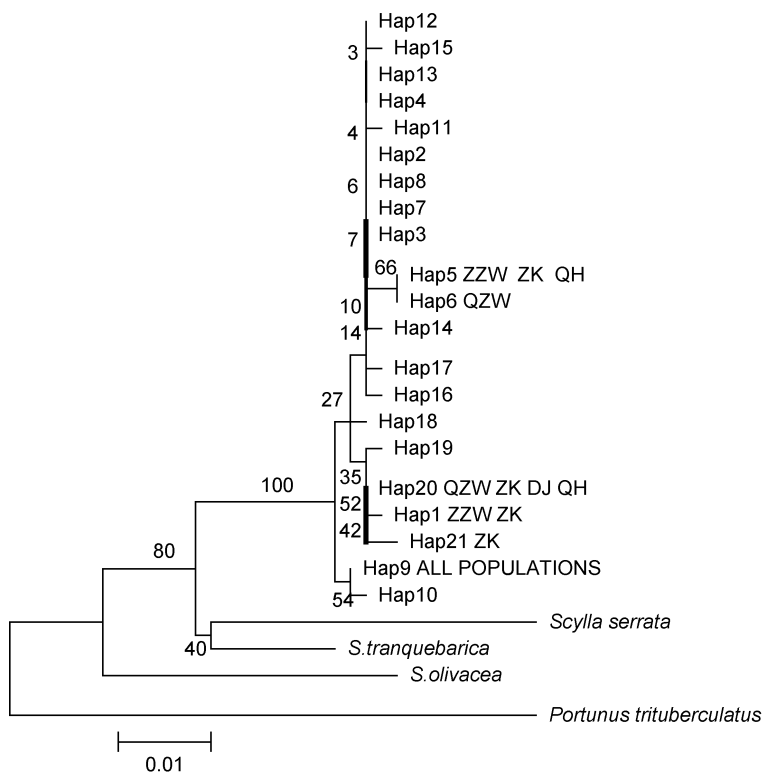 Hap12
3
Hap15
Hap13
Hap4
4
Hap11
Hap2
6
Hap8
Hap7
7
Hap3
66
Hap5 ZZW ZK QH
10
Hap6 QZW
14
Hap14
Hap17
27
Hap16
Hap18
Hap19
35
100
Hap20 QZW ZK DJ QH
52
Hap1 ZZW ZK
42
Hap21 ZK
80
Hap9 ALL POPULATIONS
54
Hap10
Scylla serrata
40
S.tranquebarica
S.olivacea
Portunus trituberculatus
0.01